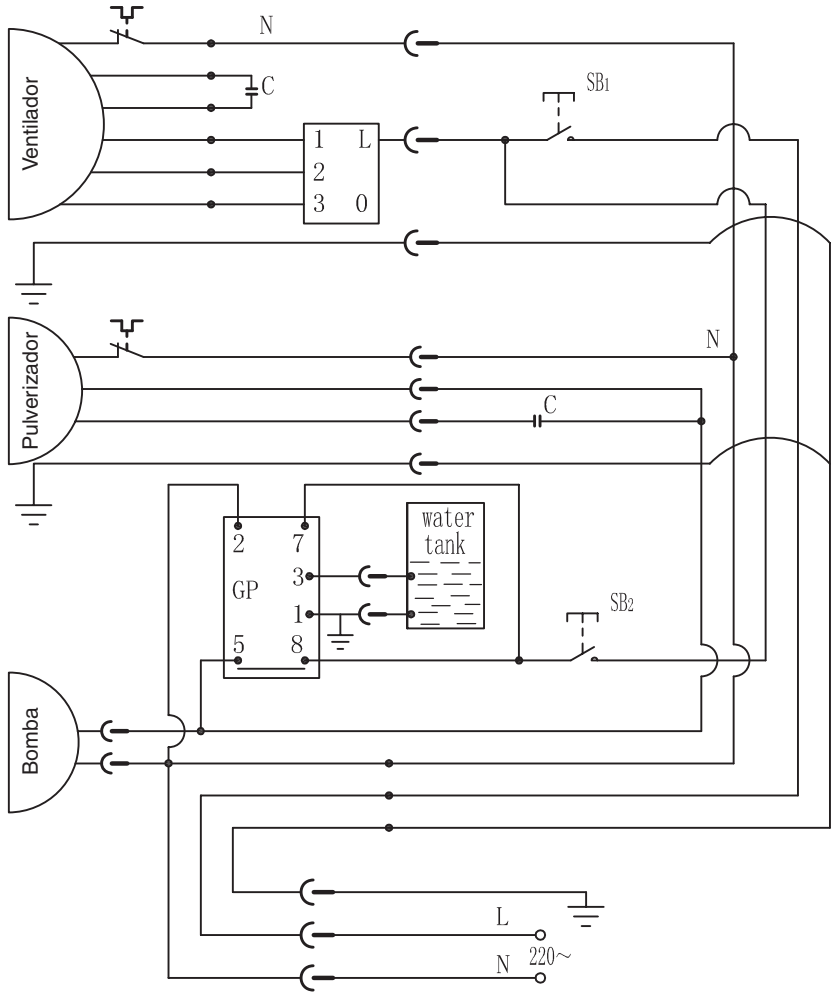 N
C
SB1
Ventilador
1 L
2
3 0
N
Pulverizador
C
water
tank
2 7
3
GP
1
5 8
SB2
Bomba
L
220~
N